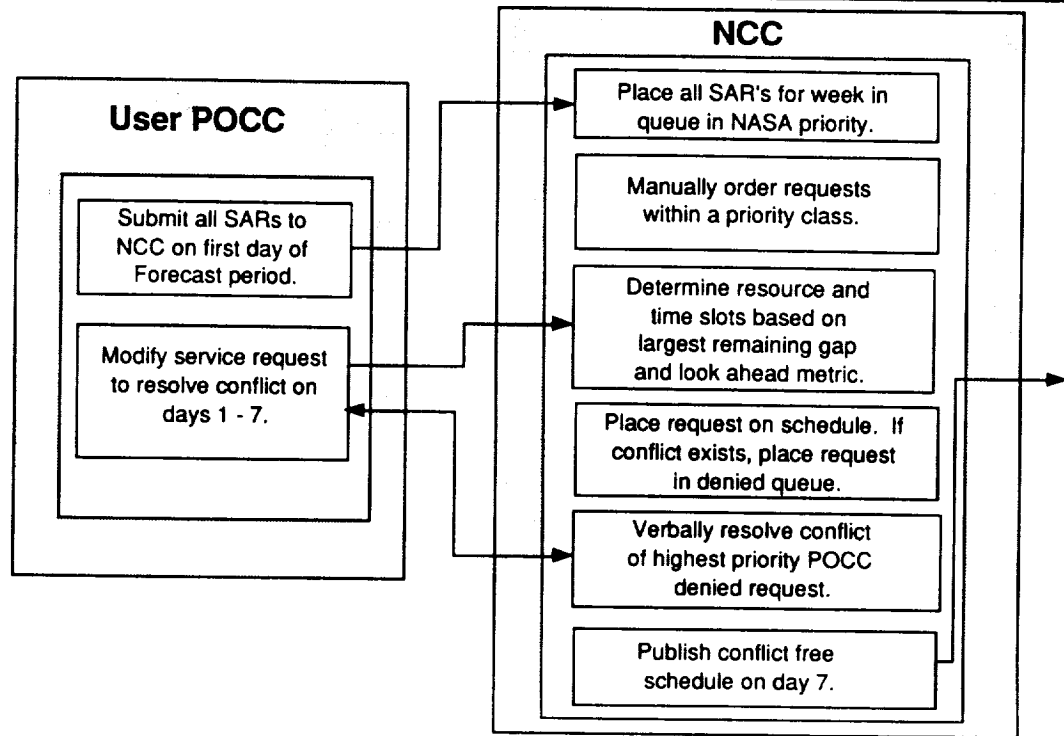 User POCC
Submit all SARs to
NCC on first day of
Forecast period.
Modify service request
to resolve conflict on
days 1 - 7.
NCC
Place all SAR's for week in
queue in NASA priority.
Manually order requests
within a priority class.
Determine resource and
time slots based on
largest remaining gap
and look ahead metric.
Place request on schedule. If
conflict exists, place request
in denied queue.
Verbally resolve conflict
of highest priority POCC
denied request.
Publish conflict free
schedule on day 7.